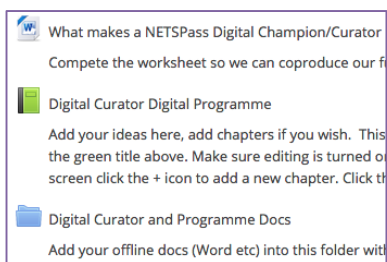 What makes a NETSPass Digital Champion/Curator
Compete the worksheet so we can coproduce our
Digital Curator Digital Programme
Add your ideas here, add chapters if you wish. This
the green title above. Make sure editing is turned
screen click the + icon to add a new chapter. Click
Digital Curator and Programme Docs
Add your offline docs (Word etc) into this folder